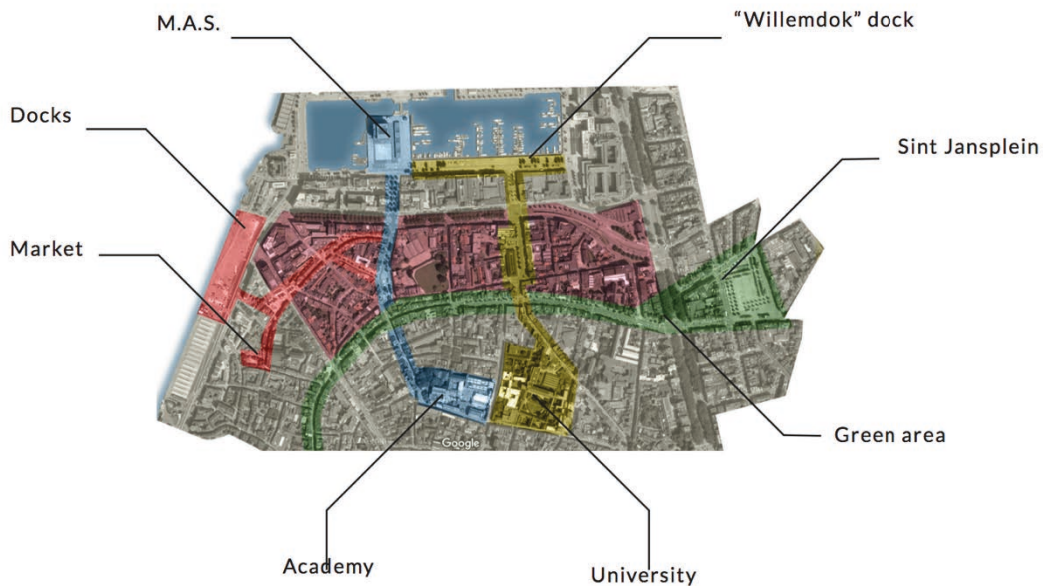 M.A.S.
“Willemdok” dock
Docks
Sint Jansplein
Market
Green area
Google
Academy
University